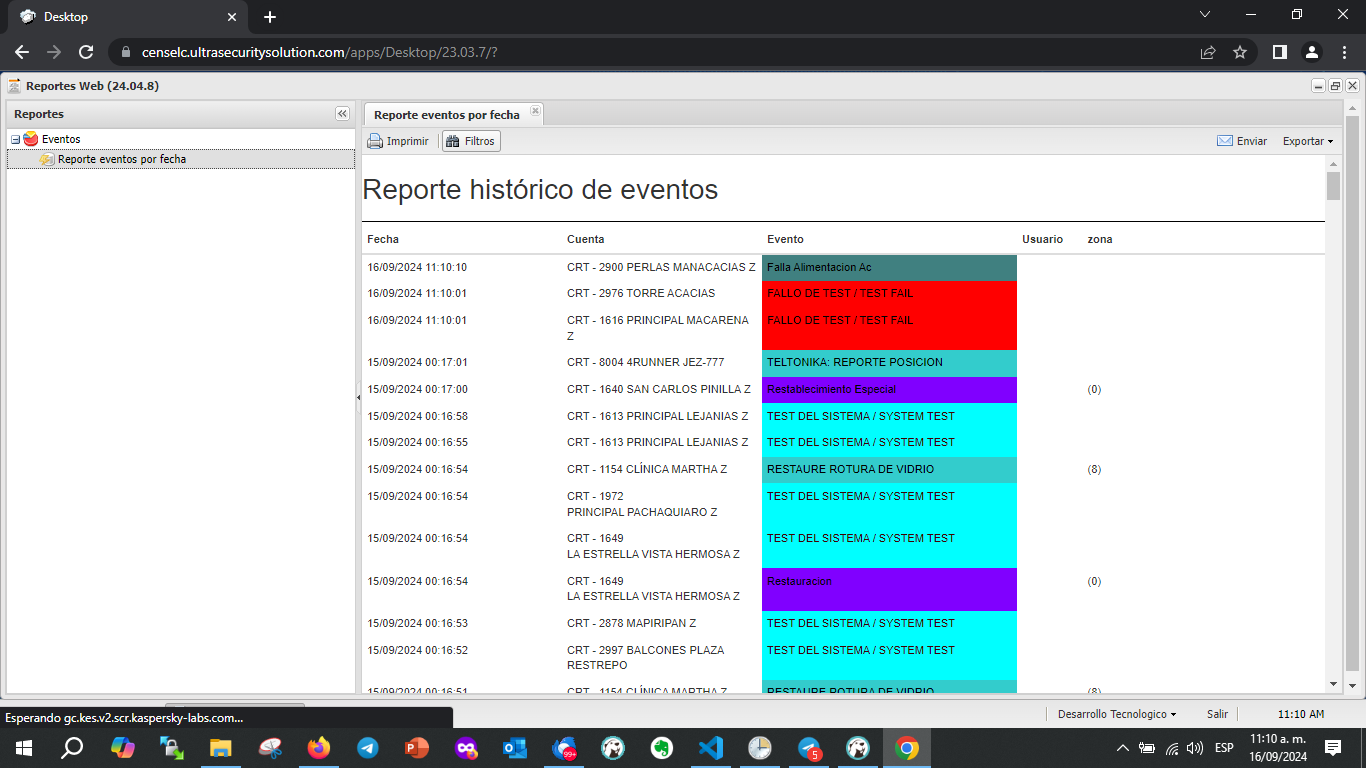 Desktop
censelc.ultrasecuritysolution.com/apps/Desktop/23.03.7/?
Reportes Web (24.04.8)
Reportes
Eventos
Reporte eventos por fecha
Reporte eventos por fecha
Imprimir Filtros Enviar Exportar
Reporte histórico de eventos
Fecha Cuenta Evento Usuario zona
16/09/2024 11:10:10 CRT - 2900 PERLAS MANACACIAS Z Falla Alimentacion Ac
16/09/2024 11:10:01 CRT - 2976 TORRE ACACIAS FALLO DE TEST / TEST FAIL
16/09/2024 11:10:01 CRT - 1616 PRINCIPAL MACARENA FALLO DE TEST / TEST FAIL
Z
15/09/2024 00:17:01 CRT - 8004 4RUNNER JEZ-777 TELTONIKA: REPORTE POSICION
15/09/2024 00:17:00 CRT - 1640 SAN CARLOS PINILLA Z Restablecimiento Especial (0)
15/09/2024 00:16:58 CRT - 1613 PRINCIPAL LEJANIAS Z TEST DEL SISTEMA / SYSTEM TEST
15/09/2024 00:16:55 CRT - 1613 PRINCIPAL LEJANIAS Z TEST DEL SISTEMA / SYSTEM TEST
15/09/2024 00:16:54 CRT - 1154 CLÍNICA MARTHA Z RESTAURE ROTURA DE VIDRIO (8)
15/09/2024 00:16:54 CRT - 1972 TEST DEL SISTEMA / SYSTEM TEST
PRINCIPAL PACHAQUIARO Z
15/09/2024 00:16:54 CRT - 1649 TEST DEL SISTEMA / SYSTEM TEST
LA ESTRELLA VISTA HERMOSA Z
15/09/2024 00:16:54 CRT - 1649 Restauracion (0)
LA ESTRELLA VISTA HERMOSA Z
15/09/2024 00:16:53 CRT - 2878 MAPIRIPAN Z TEST DEL SISTEMA / SYSTEM TEST
15/09/2024 00:16:52 CRT - 2997 BALCONES PLAZA TEST DEL SISTEMA / SYSTEM TEST
RESTREPO
15/09/2024 00:16:51 CRT - 1154 CLÍNICA MARTHA Z RESTAURE ROTURA DE VIDRIO (8)
Esperando gc.kes.v2.scr.kaspersky-labs.com...
Desarrollo Tecnologico Salir 11:10 AM
99+
5
ESP
11:10 a. m.
16/09/2024